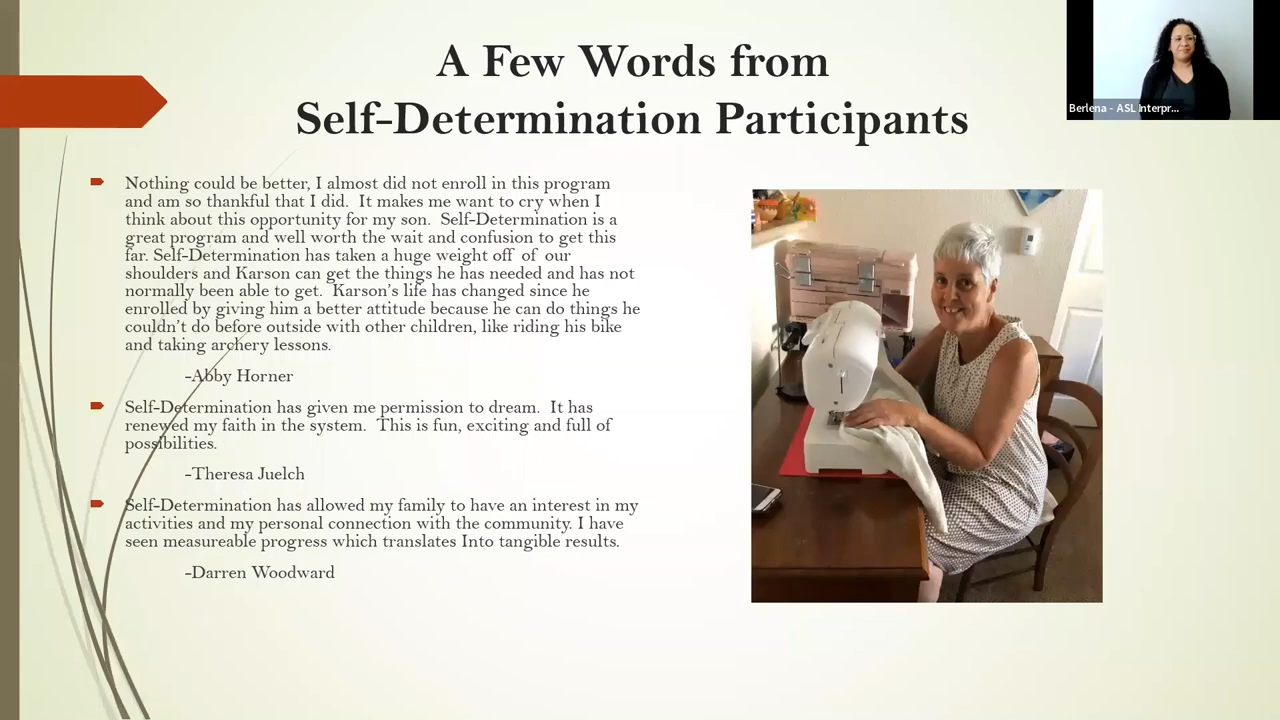 A Few Words from
Self-Determination Participants
Berlena - ASL Interpr...
Nothing could be better, I almost did not enroll in this program
and am so thankful that I did.  It makes me want to cry when I
think about this opportunity for my son.  Self-Determination is a
great program and well worth the wait and confusion to get this
far. Self-Determination has taken a huge weight off of our
shoulders and Karson can get the things he has needed and has not
normally been able to get.  Karson's life has changed since he
enrolled by giving him a better attitude because he can do things he
couldn't do before outside with other children, like riding his bike
and taking archery lessons.
-Abby Horner
Self-Determination has given me permission to dream.  It has
renewed my faith in the system.  This is fun, exciting and full of
possibilities.
-Theresa Juelch
Self-Determination has allowed my family to have an interest in my
activities and my personal connection with the community. I have
seen measureable progress which translates Into tangible results.
-Darren Woodward